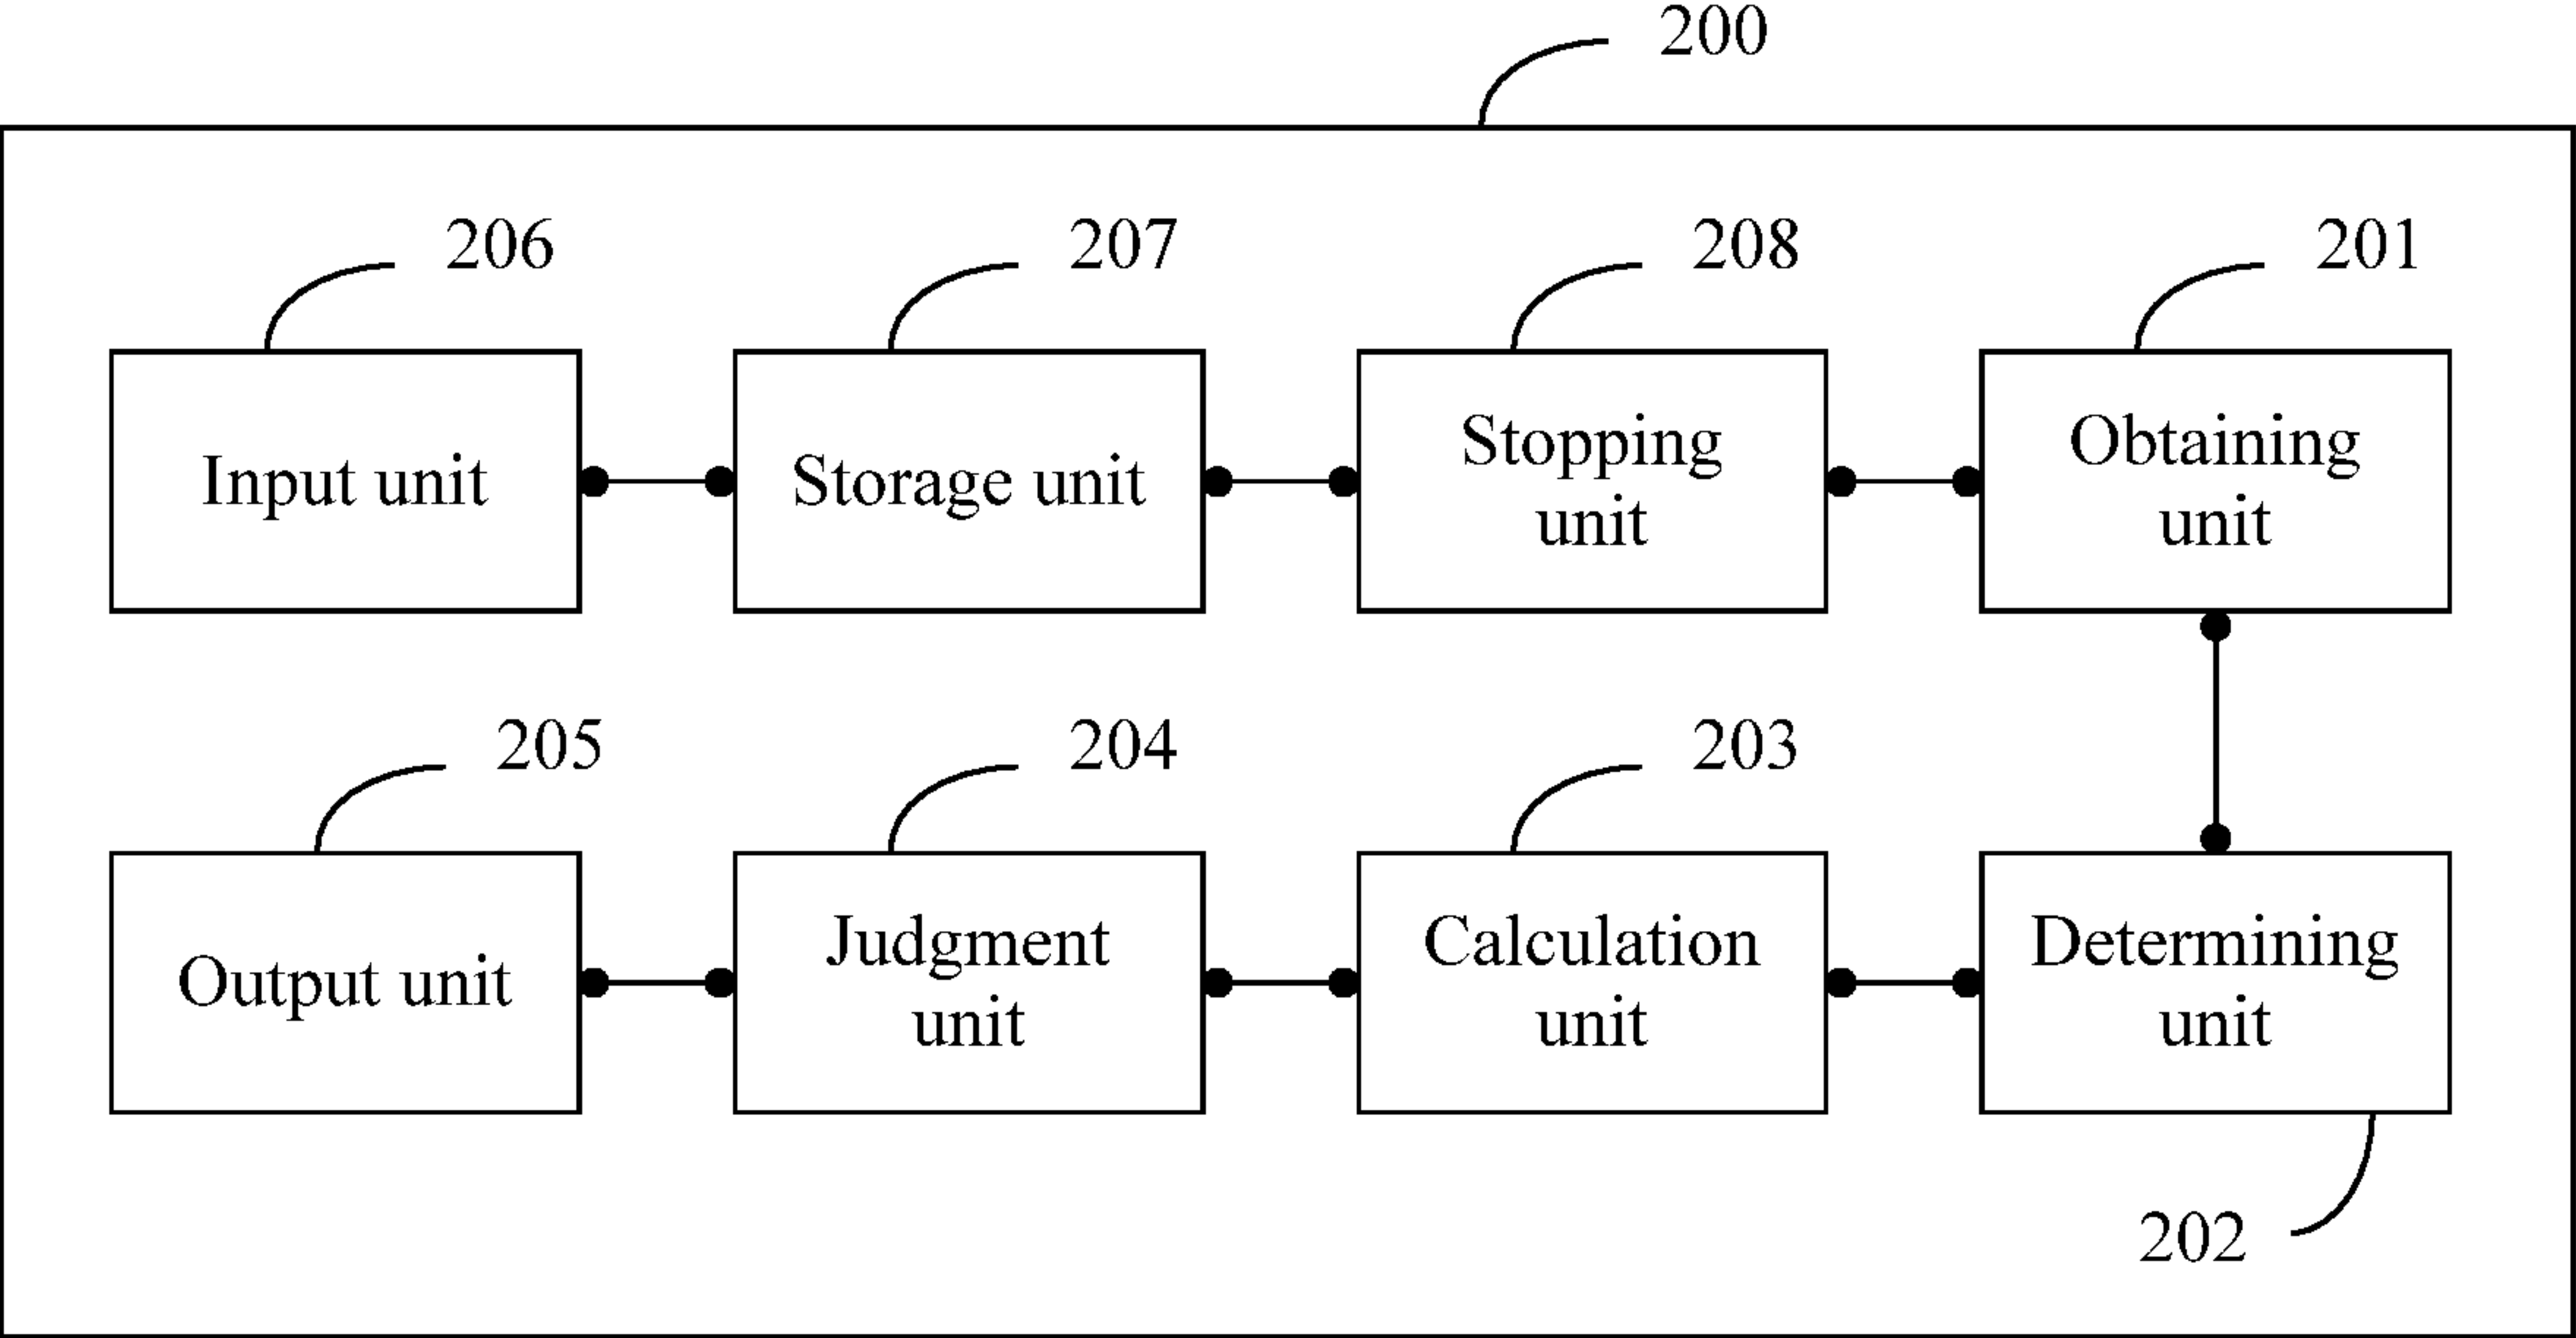 200
206
207
208
201
Input unit
Storage unit
Stopping
unit
Obtaining
unit
205
204
203
Output unit
Judgment
unit
Calculation
unit
Determining
unit
202